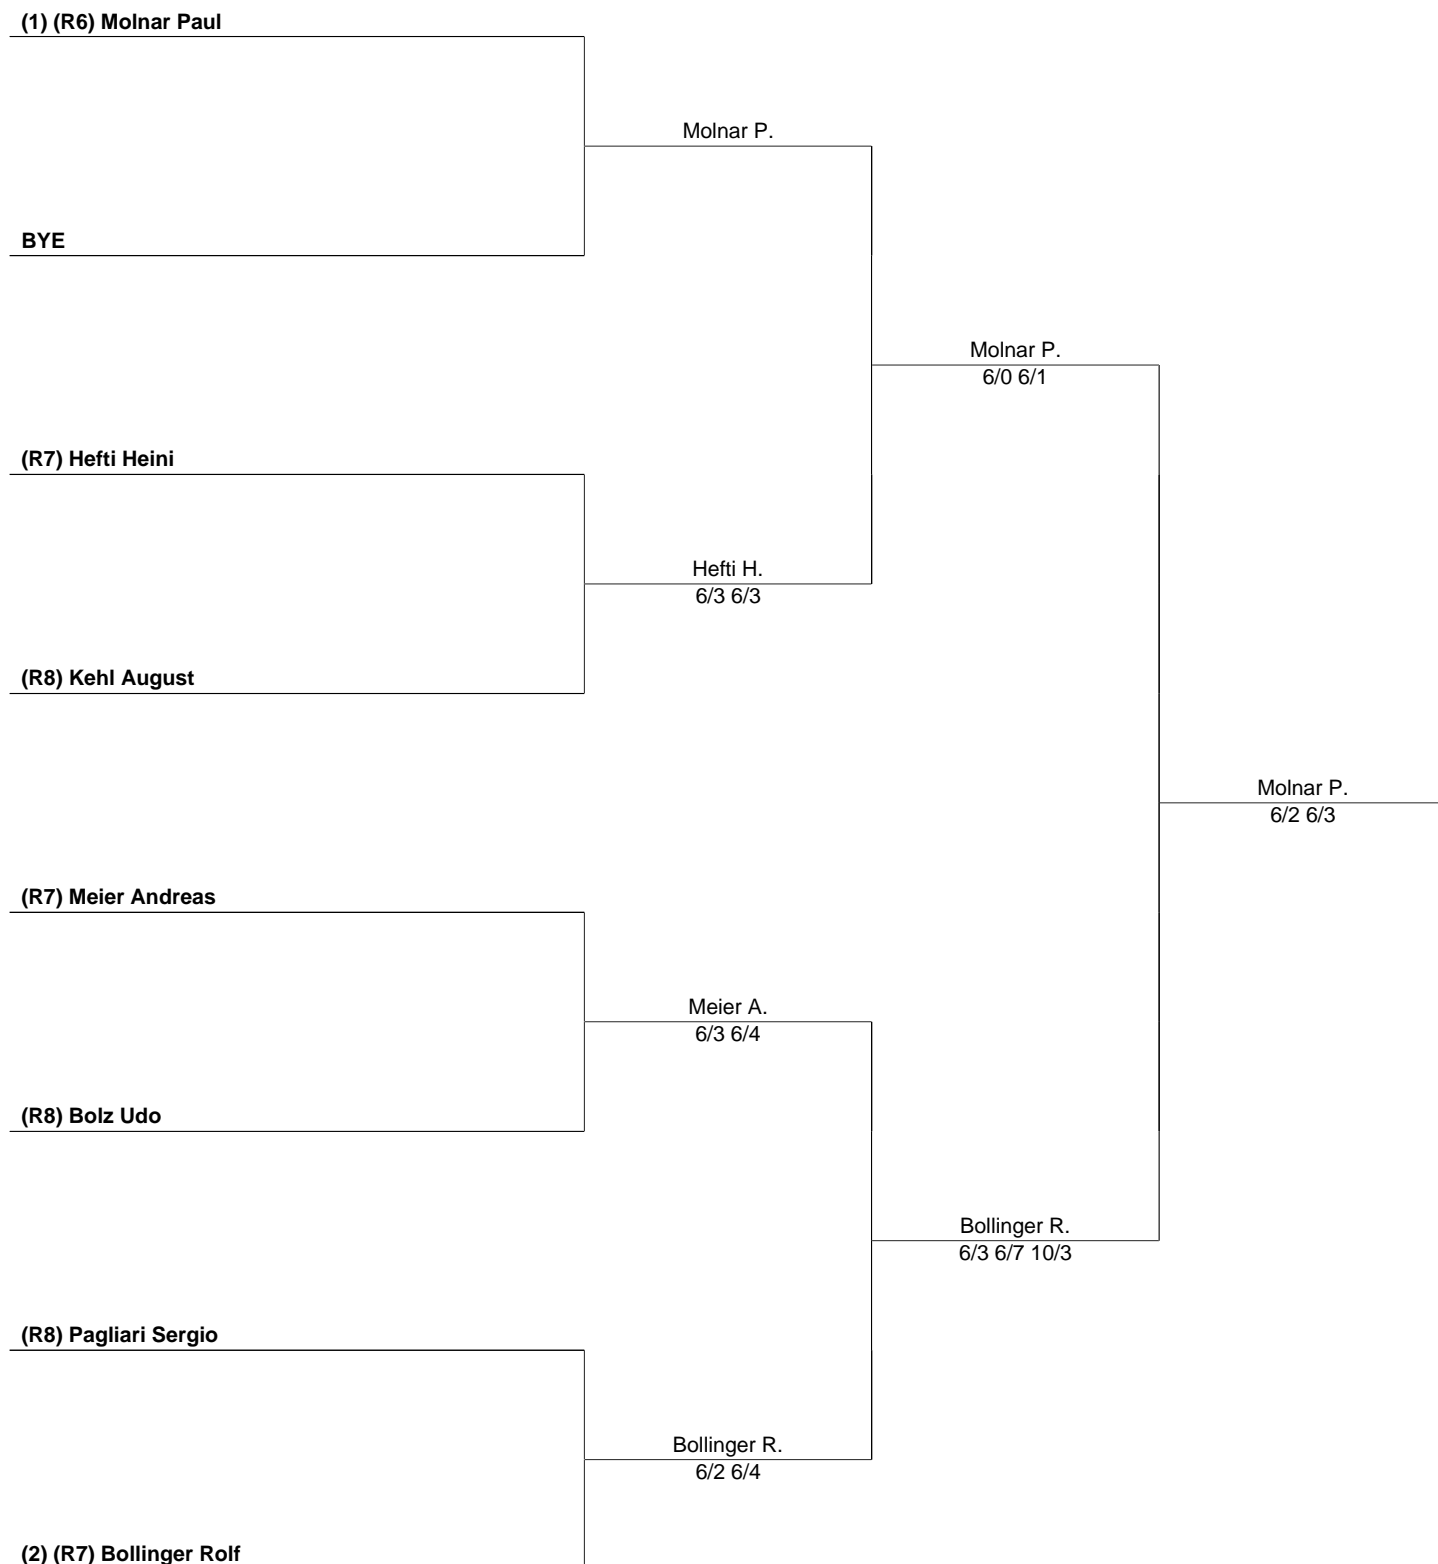 (1) (R6) Molnar Paul
Molnar P.
BYE
Molnar P.
6/0 6/1
(R7) Hefti Heini
Hefti H.
6/3 6/3
(R8) Kehl August
Molnar P.
6/2 6/3
(R7) Meier Andreas
Meier A.
6/3 6/4
(R8) Bolz Udo
Bollinger R.
6/3 6/7 10/3
(R8) Pagliari Sergio
Bollinger R.
6/2 6/4
(2) (R7) Bollinger Rolf